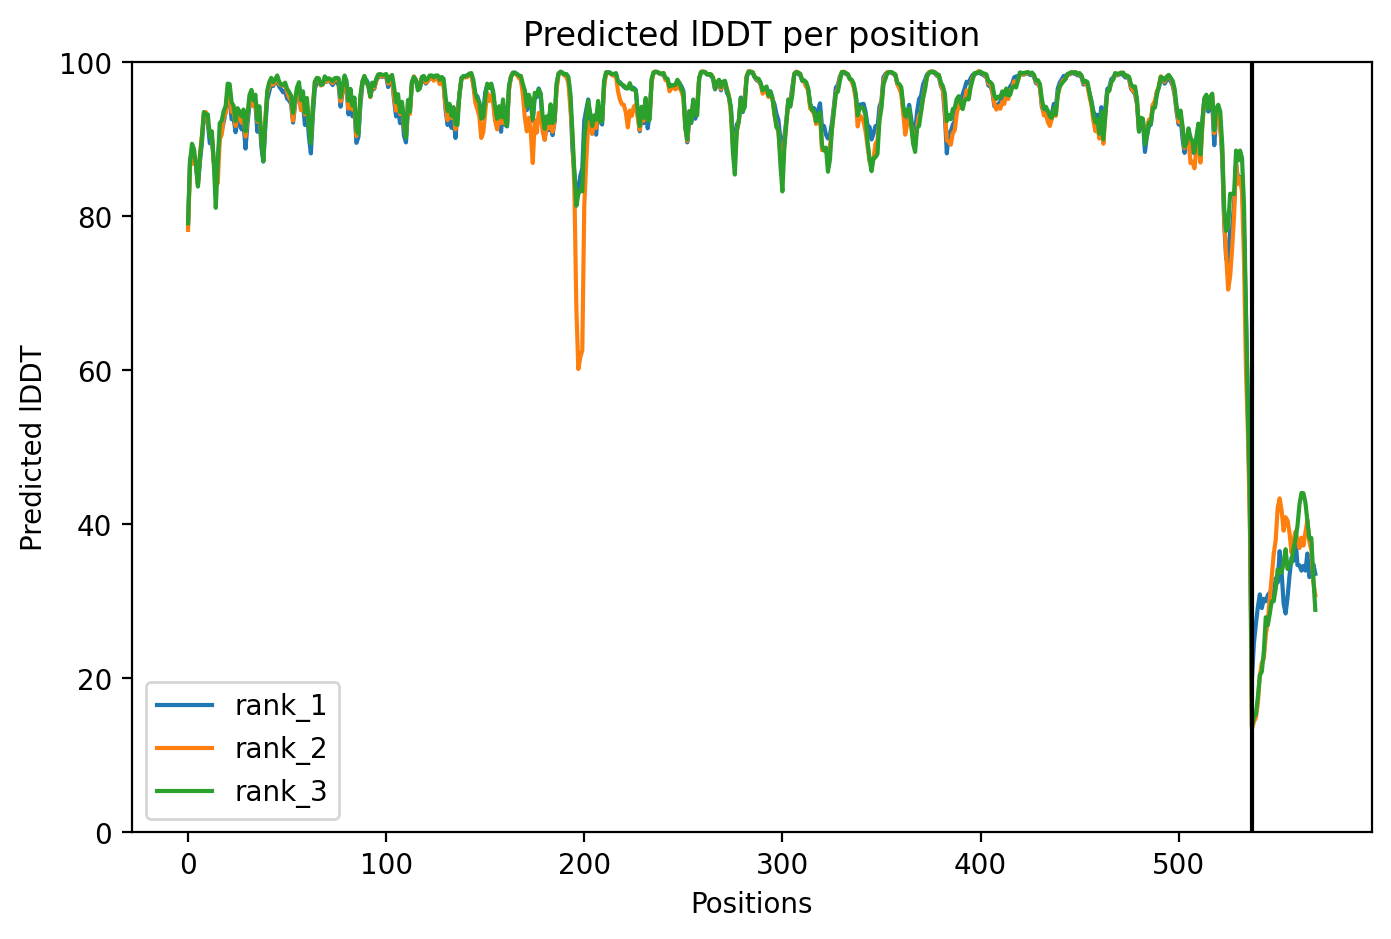 Predicted lDDT per position
Predicted lDDT
100
80
60
40
20
0
rank_1
rank_2
rank_3
0 100 200 300 400 500
Positions